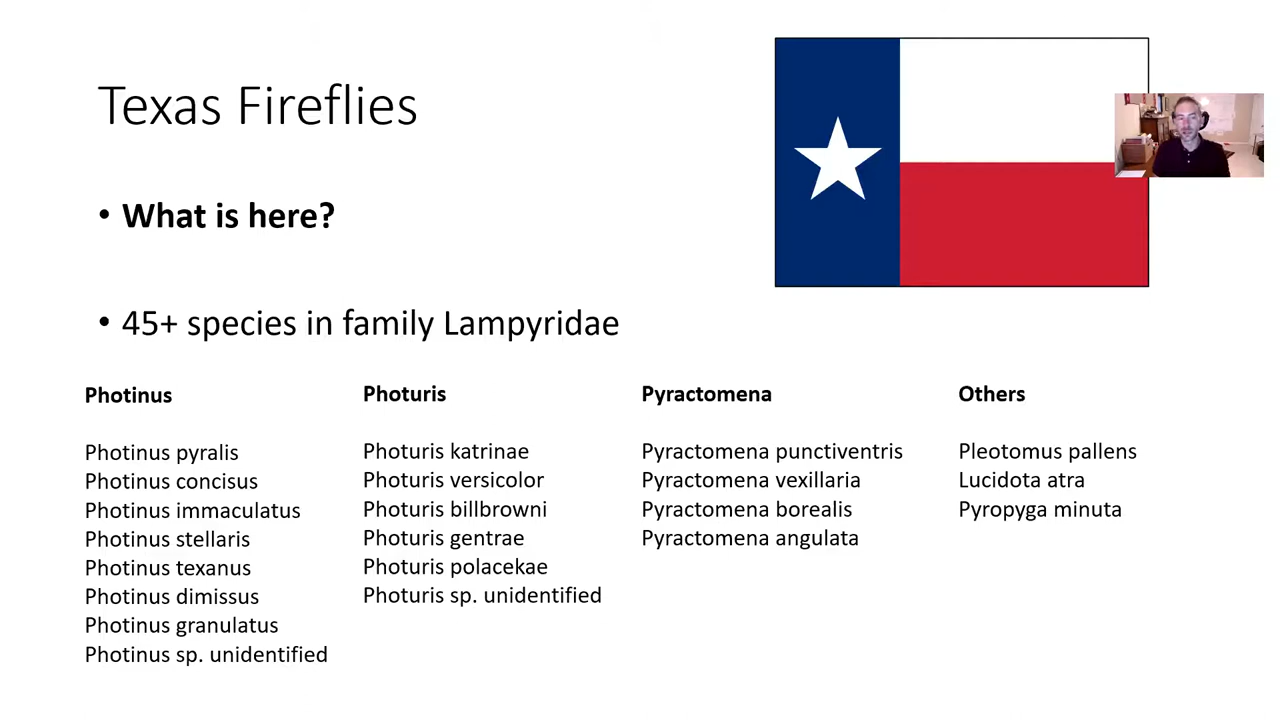 Texas Fireflies
• What is here?
• 45+ species in family Lampyridae
Photinus
Photinus pyralis
Photinus concisus
Photinus immaculatus
Photinus stellaris
Photinus texanus
Photinus dimissus
Photinus granulatus
Photinus sp. unidentified
Photuris
Photuris katrinae
Photuris versicolor
Photuris billbrowni
Photuris gentrae
Photuris polacekae
Photuris sp. unidentified
Pyractomena
Pyractomena punctiventris
Pyractomena vexillaria
Pyractomena borealis
Pyractomena angulata
Others
Pleotomus pallens
Lucidota atra
Pyropyga minuta